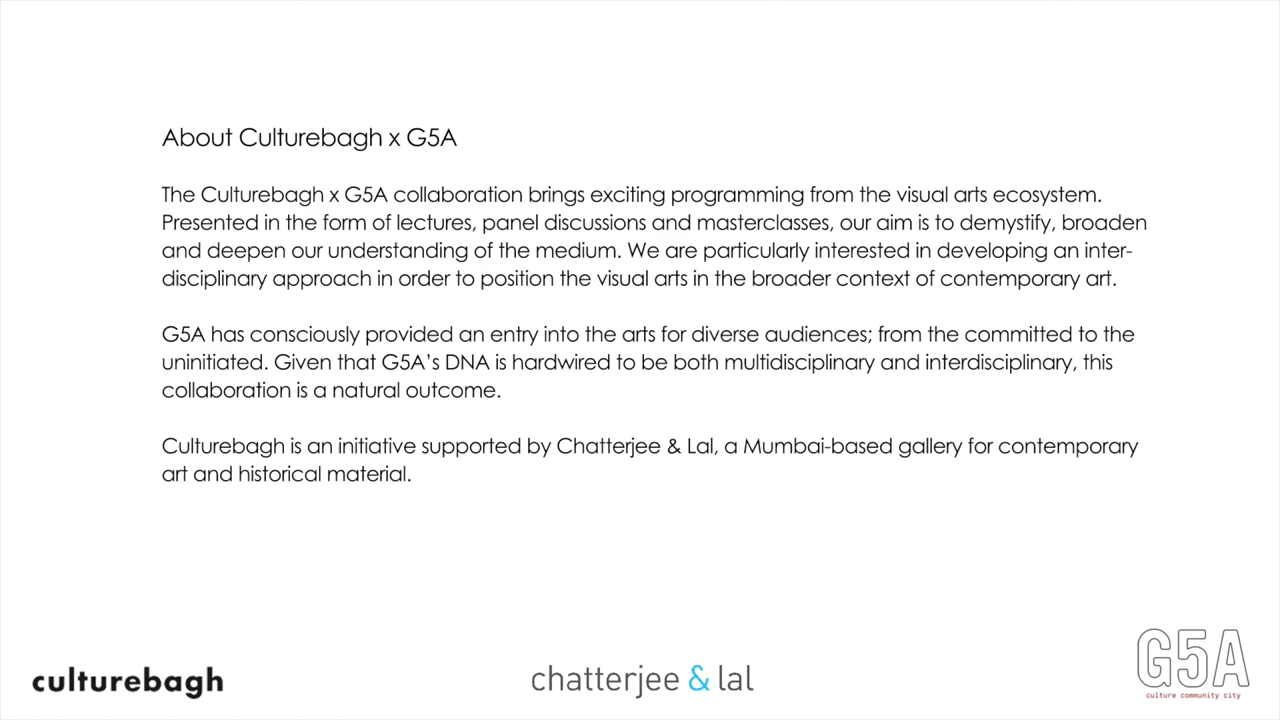 About Culturebagh x G5A
The Culturebagh x G5A collaboration brings exciting programming from the visual arts ecosystem.
Presented in the form of lectures, panel discussions and masterclasses, our aim is to demystify, broaden
and deepen our understanding of the medium. We are particularly interested in developing an inter-
disciplinary approach in order to position the visual arts in the broader context of contemporary art.
G5A has consciously provided an entry into the arts for diverse audiences; from the committed to the
uninitiated. Given that G5A’s DNA is hardwired to be both multidisciplinary and interdisciplinary, this
collaboration is a natural outcome.
Culturebagh is an initiative supported by Chatterjee & Lal, a Mumbai-based gallery for contemporary
art and historical material.
culturebagh
chatterjee & lal
G5A
culture community city